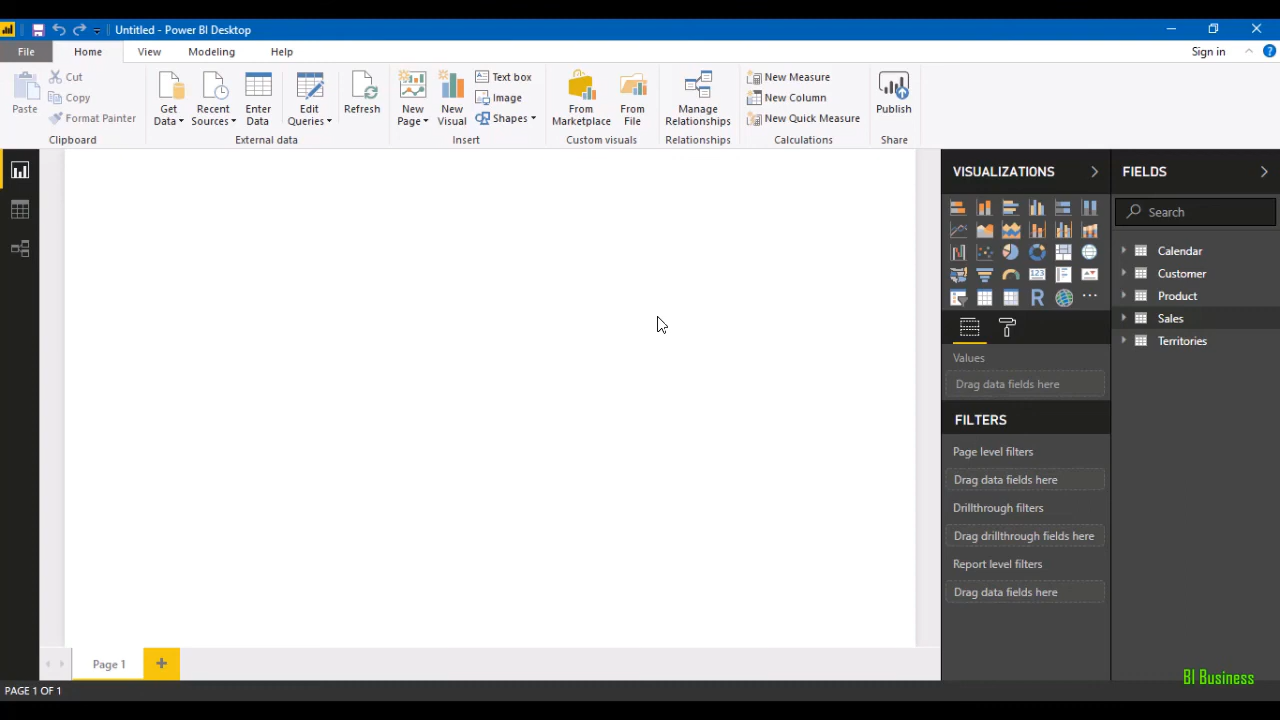 Untitled - Power BI Desktop
File Home View Modeling Help Sign in
Paste
Cut
Copy
Format Painter
Clipboard
Get Data
Recent Sources
Enter Data
Edit Queries
Refresh
External data
New Page
New Visual
Text box
Image
Shapes
Insert
From Marketplace
From File
Custom visuals
Manage Relationships
Relationships
New Measure
New Column
New Quick Measure
Calculations
Publish
Share
VISUALIZATIONS
R
123
Values
Drag data fields here
FILTERS
Page level filters
Drag data fields here
Drillthrough filters
Drag drillthrough fields here
Report level filters
Drag data fields here
FIELDS
Search
Calendar
Customer
Product
Sales
Territories
Page 1
PAGE 1 OF 1
BI Business